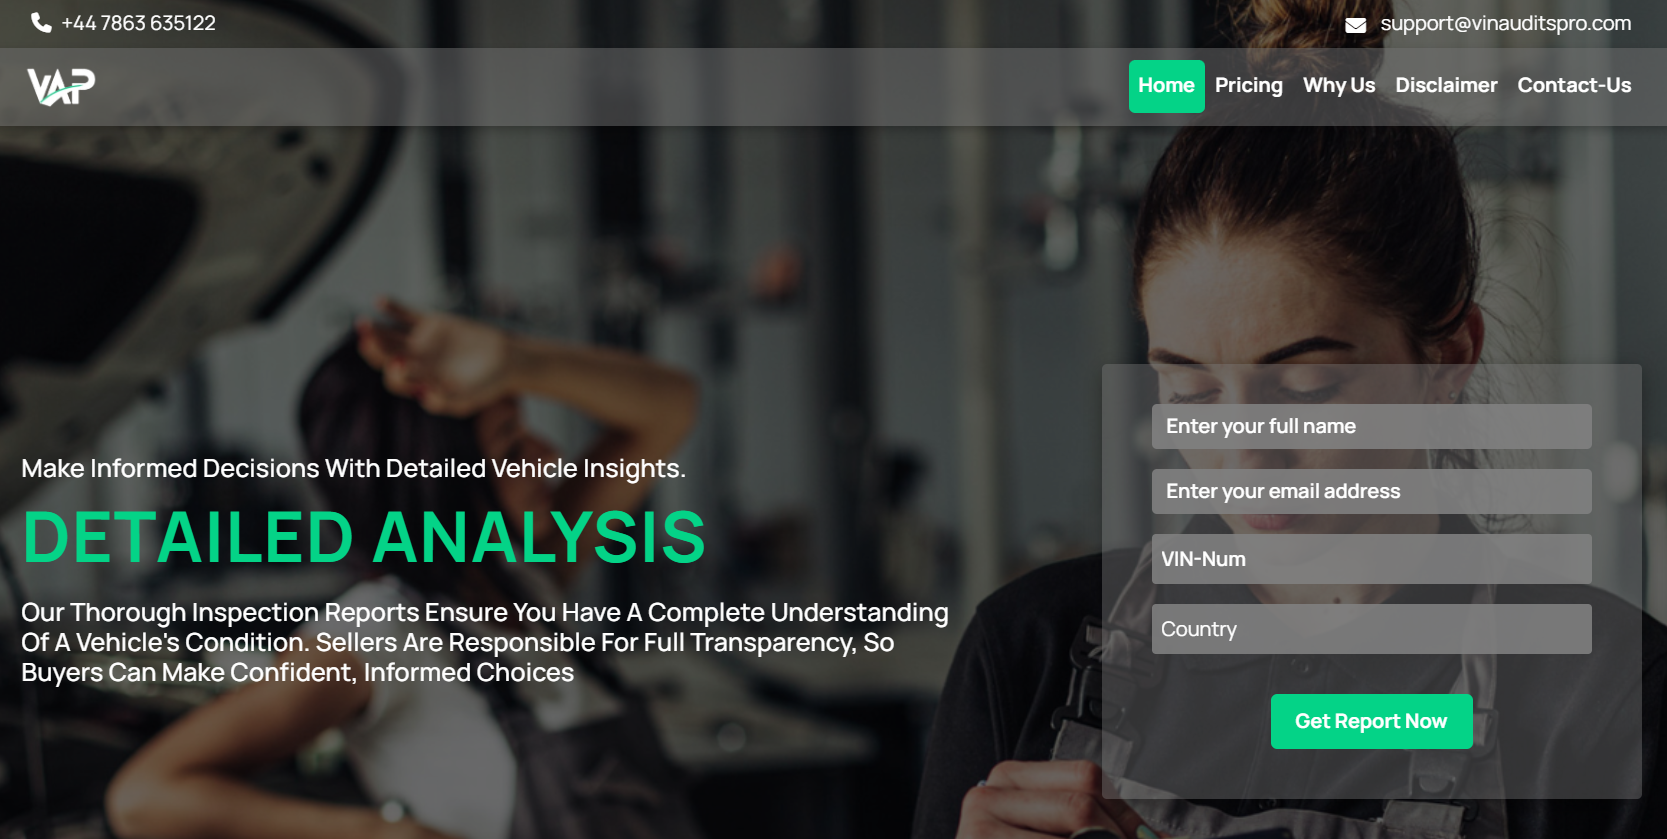 +44 7863 635122
support@vinauditspro.com
VAP
Home
Pricing
Why Us
Disclaimer
Contact-Us
Make Informed Decisions With Detailed Vehicle Insights.
DETAILED ANALYSIS
Our Thorough Inspection Reports Ensure You Have A Complete Understanding
Of A Vehicle's Condition. Sellers Are Responsible For Full Transparency, So
Buyers Can Make Confident, Informed Choices
Enter your full name
Enter your email address
VIN-Num
Country
Get Report Now